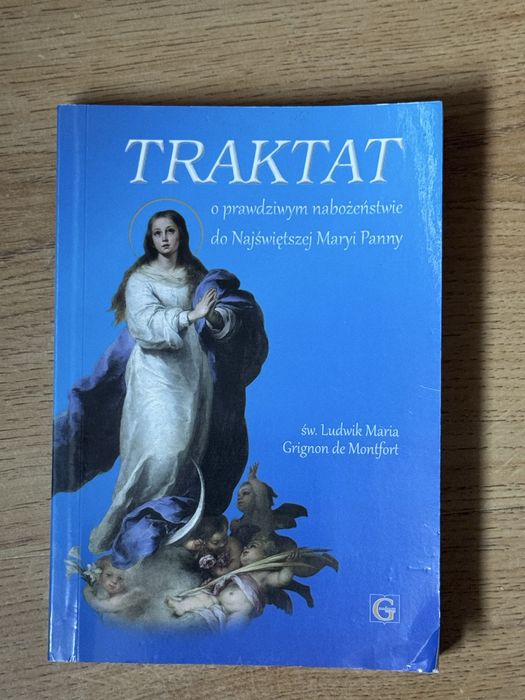 TRAKTAT
o prawdziwym nabożeństwie
do Najświętszej Maryi Panny
św. Ludwik Maria
Grignon de Montfort
G